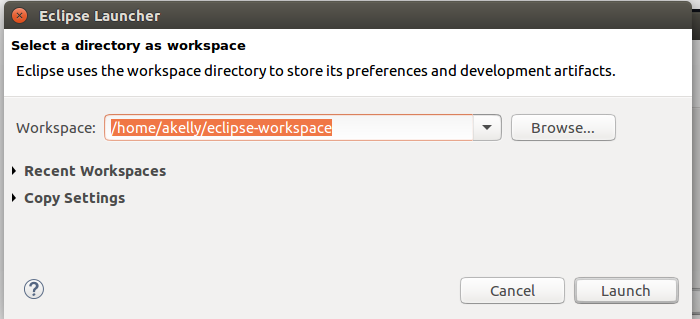 Eclipse Launcher
Select a directory as workspace
Eclipse uses the workspace directory to store its preferences and development artifacts.
Workspace: /home/akelly/eclipse-workspace Browse...
Recent Workspaces
Copy Settings
? Cancel Launch